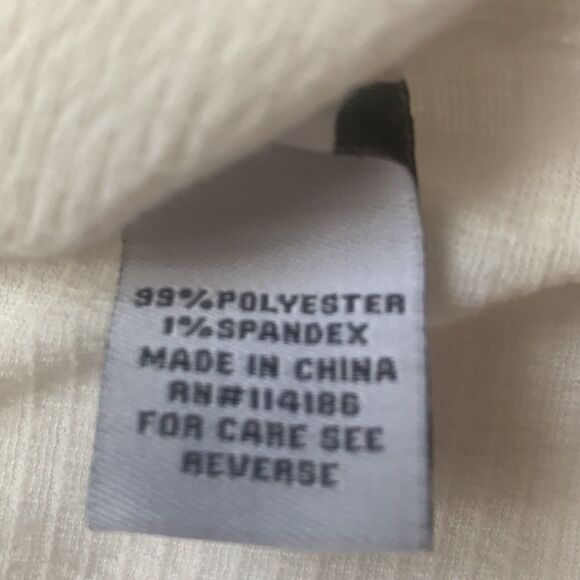 99%POLYESTER
1%SPANDEX
MADE IN CHINA
RN#114186
FOR CARE SEE
REVERSE